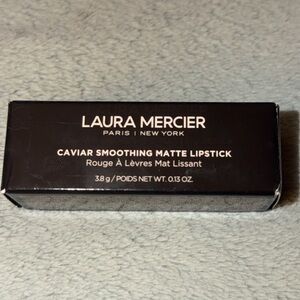 LAURA MERCIER
PARIS | NEW YORK
CAVIAR SMOOTHING MATTE LIPSTICK
Rouge À Lèvres Mat Lissant
3.8 g / POIDS NET WT. 0.13 OZ.